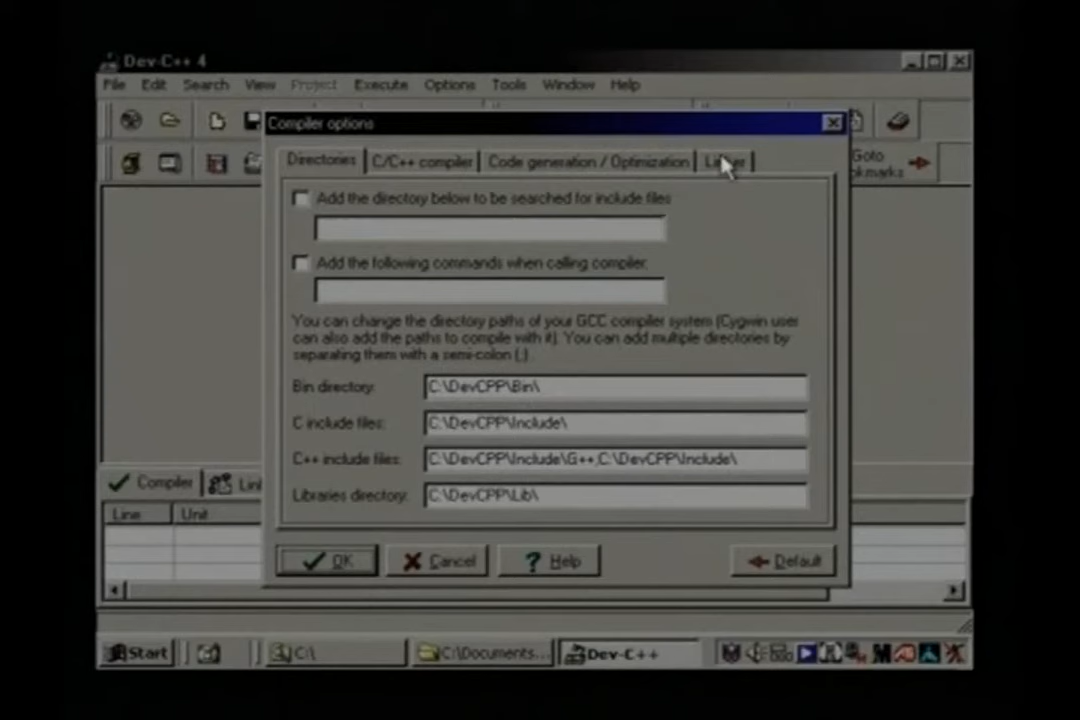 Dev-C++ 4
File Edit Search View Project Execute Options Tools Window Help
Compiler options
Directories C/C++ compiler Code generation / Optimization
Goto
Add the directory below to be searched for include files
Add the following commands when calling compiler:
You can change the directory paths of your GCC compiler system (Cygwin user
can also add the paths to compile with it). You can add multiple directories by
separating them with a semi-colon (;).
Bin directory: C:\DevCPP\Bin\
C include files: C:\DevCPP\Include\
C++ include files: C:\DevCPP\Include\G++;C:\DevCPP\Include\
Libraries directory: C:\DevCPP\Lib\
Compiler
Line Unit
OK Cancel Help Default
Start C:\ C:\Documents... Dev-C++